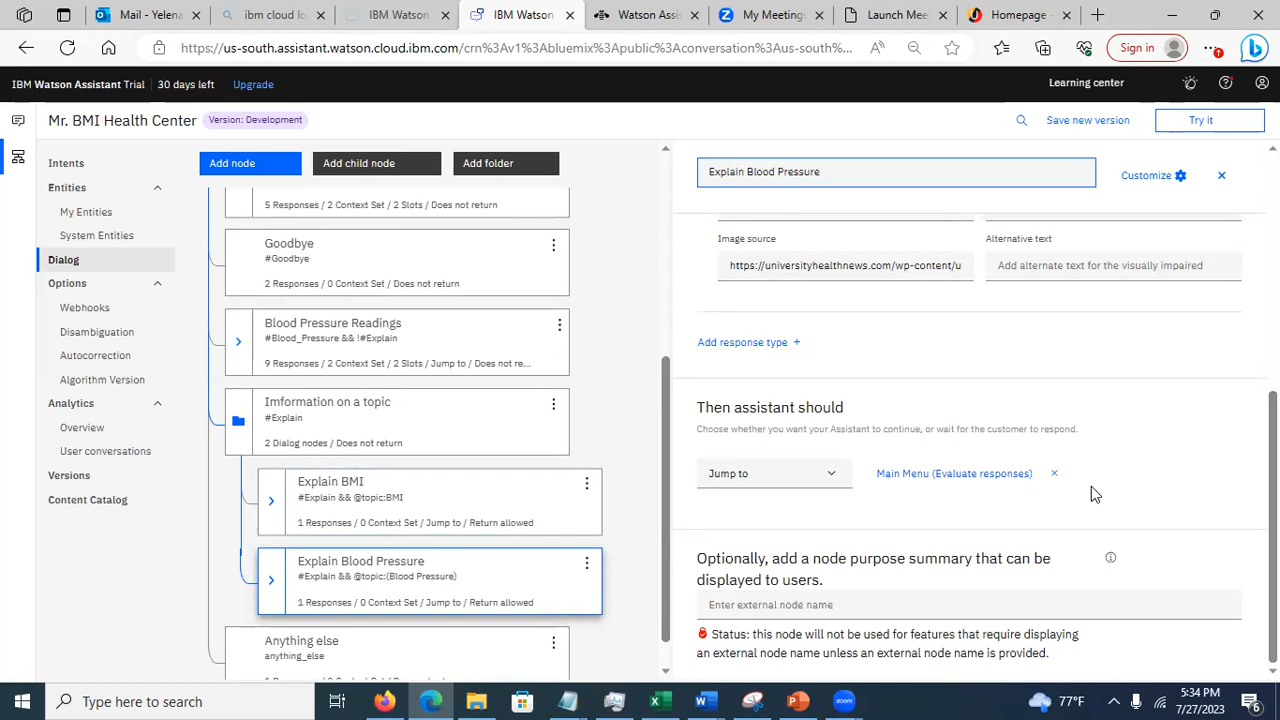 Mail - Yelena
ibm cloud lo
IBM Watson
IBM Watson
Watson Assi
My Meeting
Launch Mee
Homepage -
https://us-south.assistant.watson.cloud.ibm.com/crn%3Av1%3Abluemix%3Apublic%3Aconversation%3Aus-south%...
Sign in
IBM Watson Assistant Trial 30 days left Upgrade
Learning center
Mr. BMI Health Center Version: Development
Save new version Try it
Intents
Entities
My Entities
System Entities
Dialog
Options
Webhooks
Disambiguation
Autocorrection
Algorithm Version
Analytics
Overview
User conversations
Versions
Content Catalog
Add node Add child node Add folder
5 Responses / 2 Context Set / 2 Slots / Does not return
Goodbye
#Goodbye
2 Responses / 0 Context Set / Does not return
Blood Pressure Readings
#Blood_Pressure && !#Explain
9 Responses / 2 Context Set / 2 Slots / Jump to / Does not re...
Imformation on a topic
#Explain
2 Dialog nodes / Does not return
Explain BMI
#Explain && @topic:BMI
1 Responses / 0 Context Set / Jump to / Return allowed
Explain Blood Pressure
#Explain && @topic:(Blood Pressure)
1 Responses / 0 Context Set / Jump to / Return allowed
Anything else
anything_else
Explain Blood Pressure
Customize
Image source Alternative text
https://universityhealthnews.com/wp-content/u Add alternate text for the visually impaired
Add response type +
Then assistant should
Choose whether you want your Assistant to continue, or wait for the customer to respond.
Jump to Main Menu (Evaluate responses)
Optionally, add a node purpose summary that can be
displayed to users.
Enter external node name
Status: this node will not be used for features that require displaying
an external node name unless an external node name is provided.
Type here to search
zoom
77°F
5:34 PM
7/27/2023
6